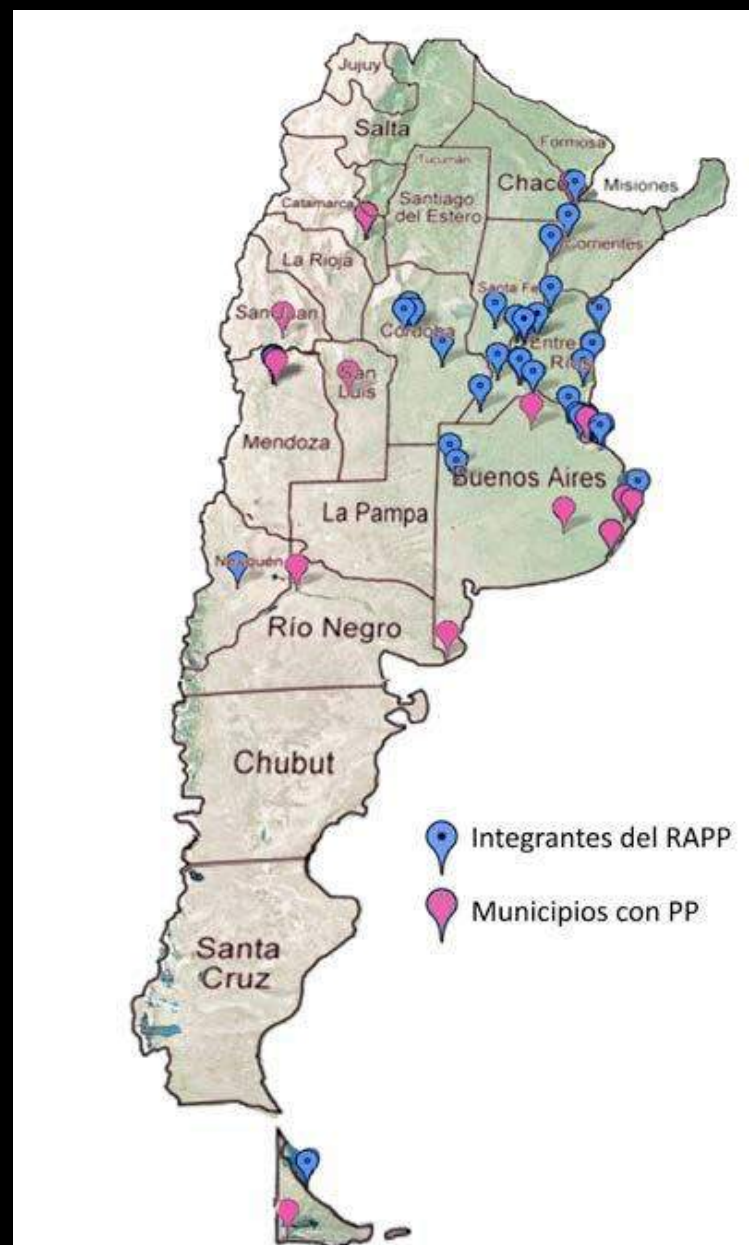 Jujuy
Salta
Formosa
Tucumán
Chaco
Misiones
Catamarca
Santiago
del Estero
Corrientes
La Rioja
Santa Fe
San Juan
Córdoba
Entre
Ríos
San
Luis
Mendoza
Buenos Aires
La Pampa
Neuquén
Río Negro
Chubut
Integrantes del RAPP
Municipios con PP
Santa
Cruz